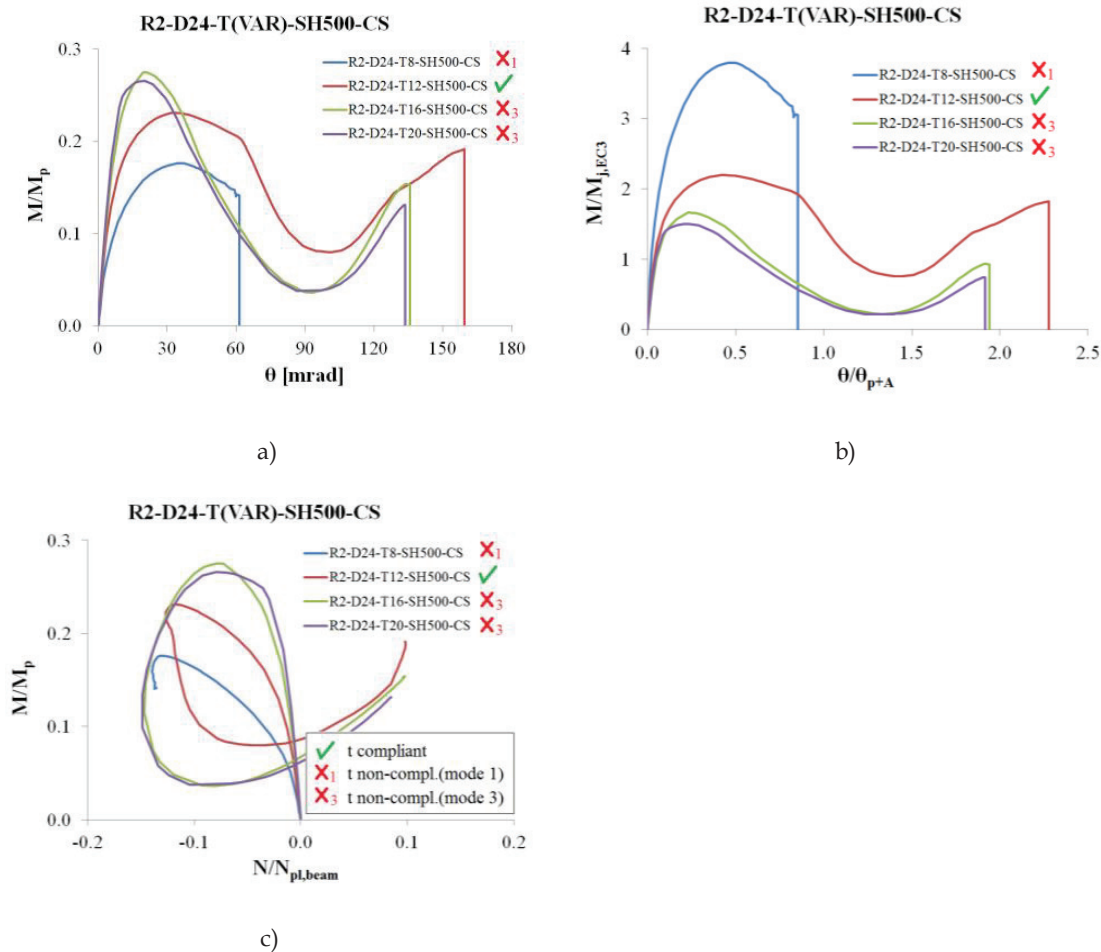 R2-D24-T(VAR)-SH500-CS
0.3
0.2
0.1
0.0
M/Mp
R2-D24-T8-SH500-CS ✗1
R2-D24-T12-SH500-CS ✓
R2-D24-T16-SH500-CS ✗3
R2-D24-T20-SH500-CS ✗3
0 30 60 90 120 150 180
θ [mrad]
a)
R2-D24-T(VAR)-SH500-CS
4
3
2
1
0
M/Mj,EC3
R2-D24-T8-SH500-CS ✗1
R2-D24-T12-SH500-CS ✓
R2-D24-T16-SH500-CS ✗3
R2-D24-T20-SH500-CS ✗3
0.0 0.5 1.0 1.5 2.0 2.5
θ/θp+A
b)
R2-D24-T(VAR)-SH500-CS
0.3
0.2
0.1
0.0
M/Mp
R2-D24-T8-SH500-CS ✗1
R2-D24-T12-SH500-CS ✓
R2-D24-T16-SH500-CS ✗3
R2-D24-T20-SH500-CS ✗3
✓ t compliant
✗1 t non-compl.(mode 1)
✗3 t non-compl.(mode 3)
-0.2 -0.1 0.0 0.1 0.2
N/Npl,beam
c)